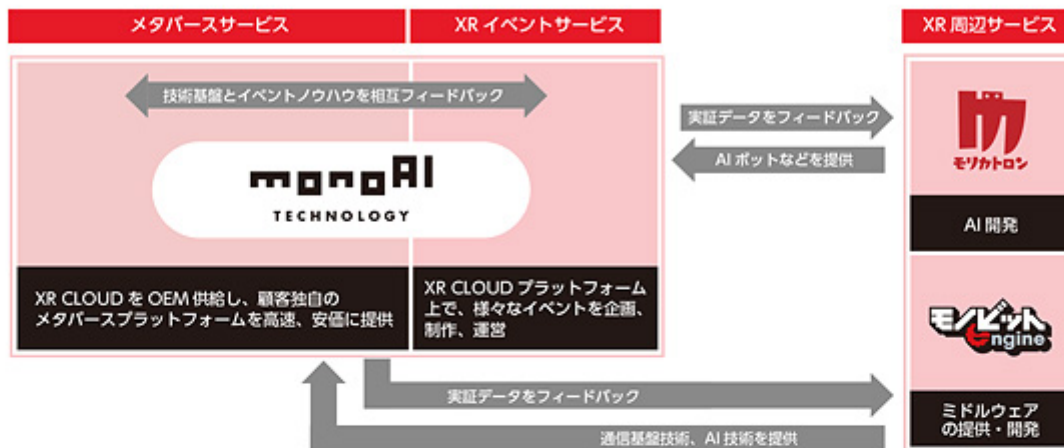 メタバースサービス
XR イベントサービス
XR 周辺サービス
技術基盤とイベントノウハウを相互フィードバック
実証データをフィードバック
AI ボットなどを提供
monoAI
TECHNOLOGY
モリカトロン
AI 開発
XR CLOUD を OEM 供給し、顧客独自の
メタバースプラットフォームを高速、安価に提供
XR CLOUD プラットフォーム
上で、様々なイベントを企画、
制作、運営
モノビット
Engine
実証データをフィードバック
通信基盤技術、AI 技術を提供
ミドルウェア
の提供・開発